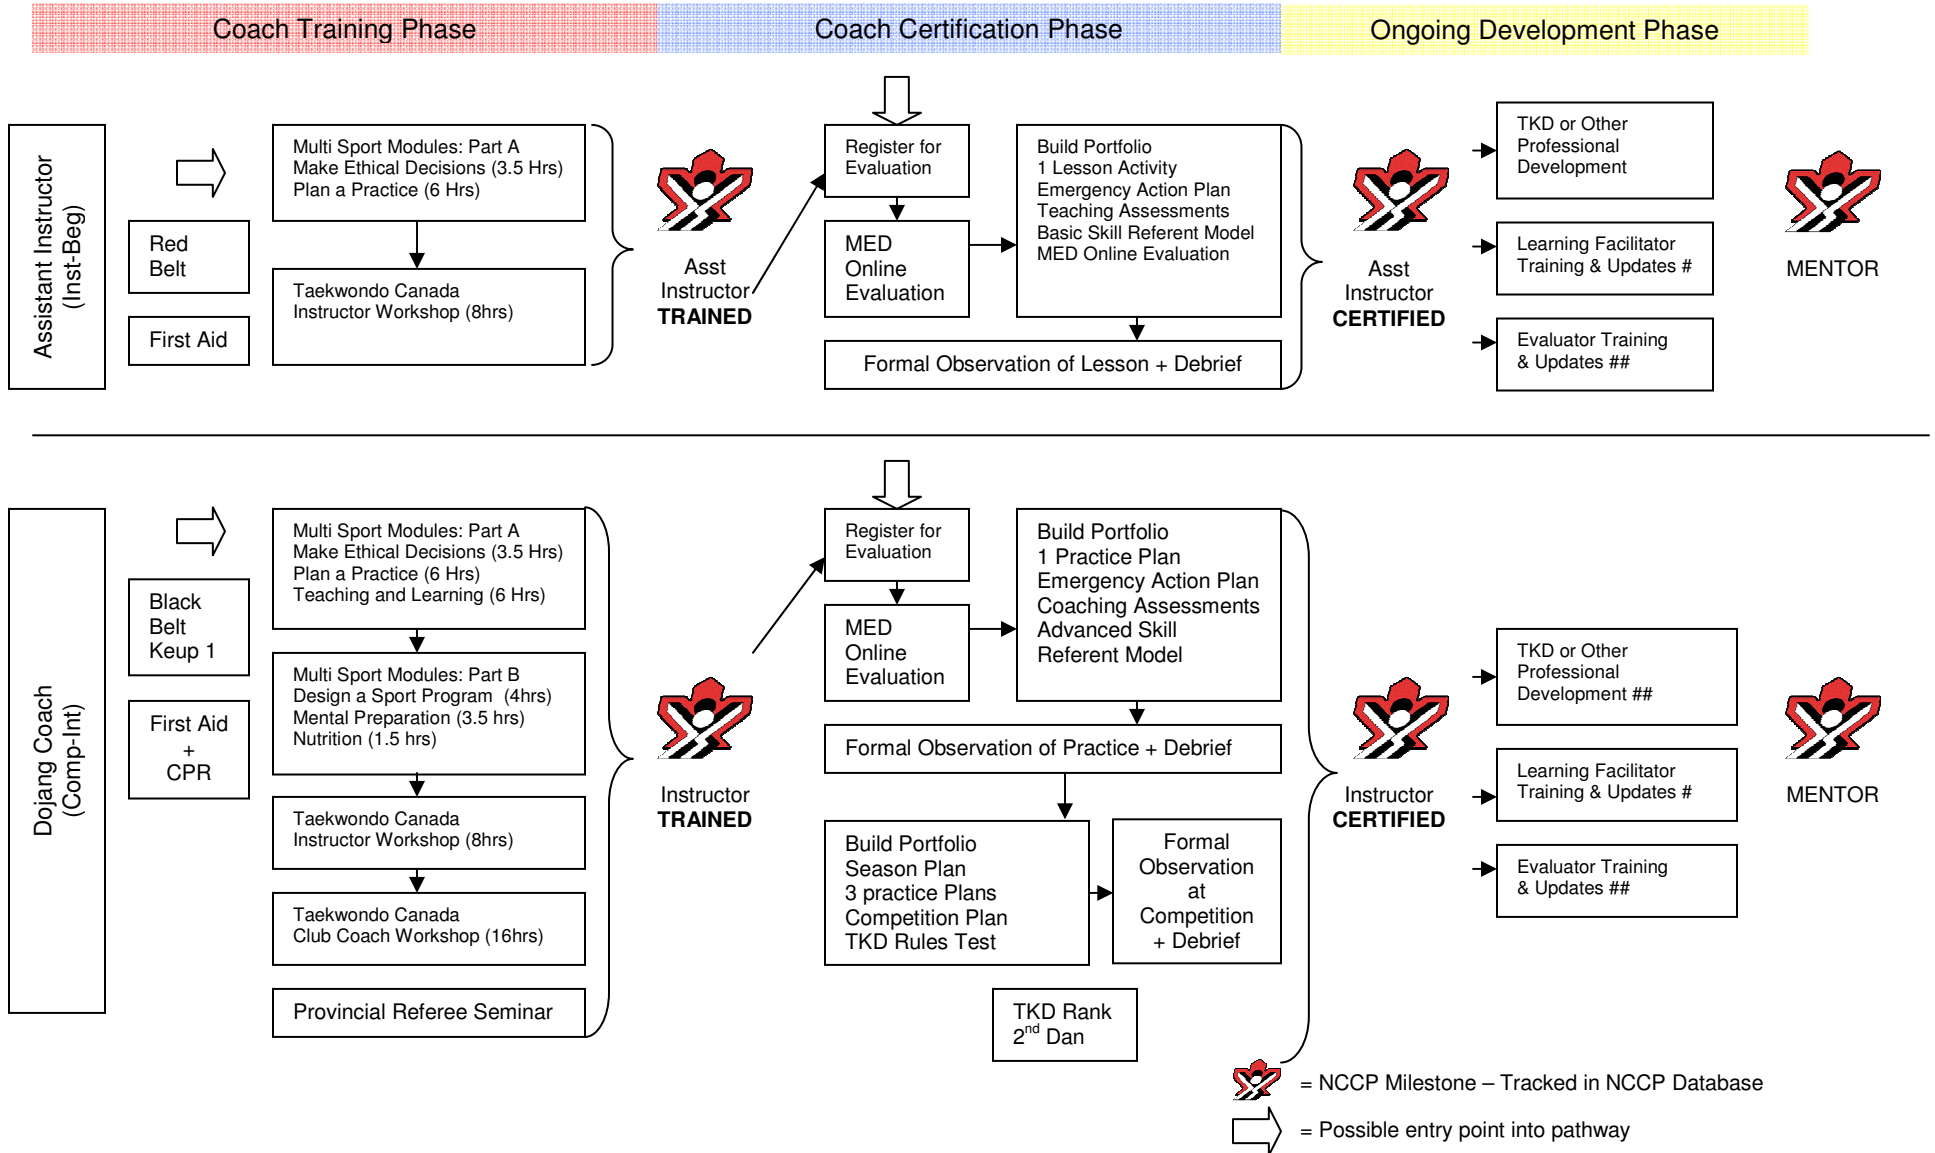 Coach Training Phase
Coach Certification Phase
Ongoing Development Phase
Assistant Instructor
(Inst-Beg)
Red
Belt
First Aid
Multi Sport Modules: Part A
Make Ethical Decisions (3.5 Hrs)
Plan a Practice (6 Hrs)
Taekwondo Canada
Instructor Workshop (8hrs)
Asst
Instructor
TRAINED
Register for
Evaluation
MED
Online
Evaluation
Build Portfolio
1 Lesson Activity
Emergency Action Plan
Teaching Assessments
Basic Skill Referent Model
MED Online Evaluation
Formal Observation of Lesson + Debrief
Asst
Instructor
CERTIFIED
TKD or Other
Professional
Development
Learning Facilitator
Training & Updates #
Evaluator Training
& Updates ##
MENTOR
Dojang Coach
(Comp-Int)
Black
Belt
Keup 1
First Aid
+
CPR
Multi Sport Modules: Part A
Make Ethical Decisions (3.5 Hrs)
Plan a Practice (6 Hrs)
Teaching and Learning (6 Hrs)
Multi Sport Modules: Part B
Design a Sport Program (4hrs)
Mental Preparation (3.5 hrs)
Nutrition (1.5 hrs)
Taekwondo Canada
Instructor Workshop (8hrs)
Taekwondo Canada
Club Coach Workshop (16hrs)
Provincial Referee Seminar
Instructor
TRAINED
Register for
Evaluation
MED
Online
Evaluation
Build Portfolio
1 Practice Plan
Emergency Action Plan
Coaching Assessments
Advanced Skill
Referent Model
Formal Observation of Practice + Debrief
Build Portfolio
Season Plan
3 practice Plans
Competition Plan
TKD Rules Test
Formal
Observation
at
Competition
+ Debrief
TKD Rank
2nd Dan
Instructor
CERTIFIED
TKD or Other
Professional
Development ##
Learning Facilitator
Training & Updates #
Evaluator Training
& Updates ##
MENTOR
= NCCP Milestone – Tracked in NCCP Database
= Possible entry point into pathway